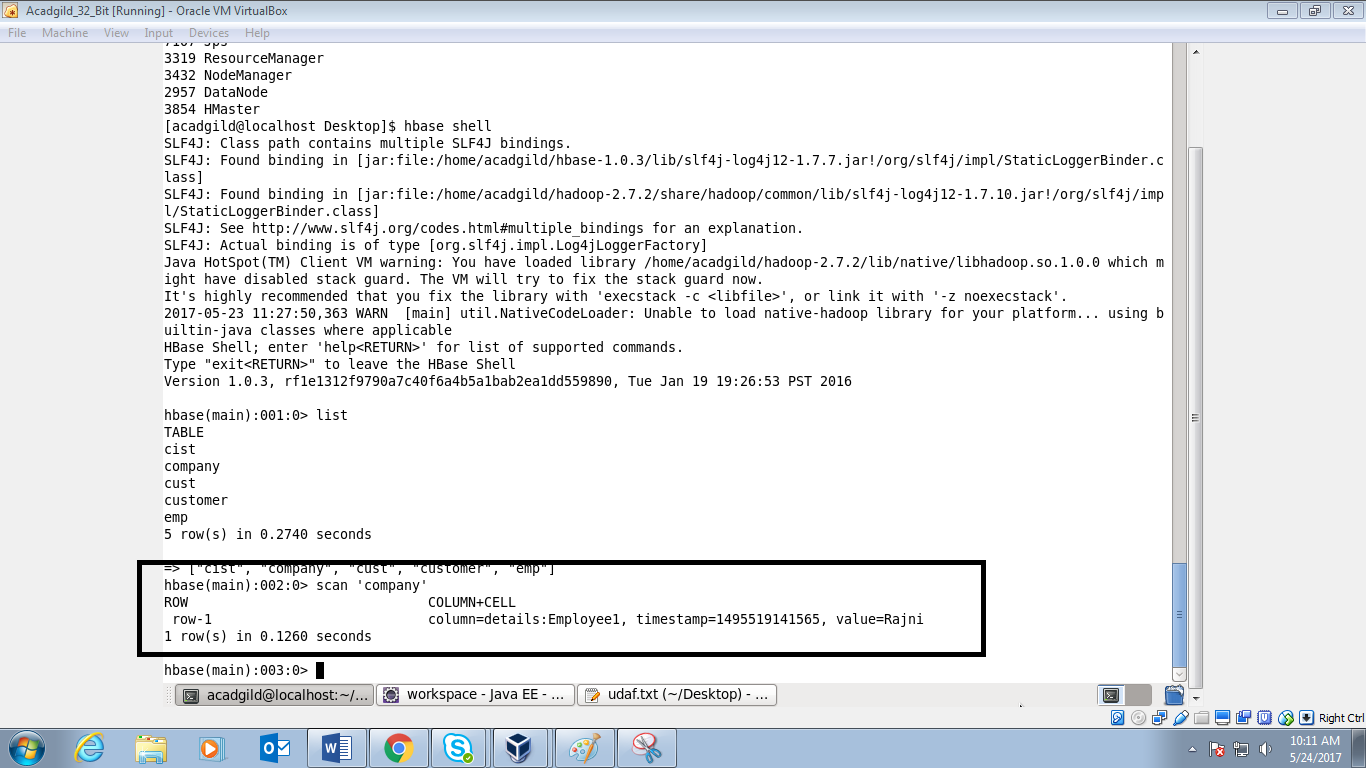 Acadgild_32_Bit [Running] - Oracle VM VirtualBox
File Machine View Input Devices Help
7107 Jps
3319 ResourceManager
3432 NodeManager
2957 DataNode
3854 HMaster
[acadgild@localhost Desktop]$ hbase shell
SLF4J: Class path contains multiple SLF4J bindings.
SLF4J: Found binding in [jar:file:/home/acadgild/hbase-1.0.3/lib/slf4j-log4j12-1.7.7.jar!/org/slf4j/impl/StaticLoggerBinder.c
lass]
SLF4J: Found binding in [jar:file:/home/acadgild/hadoop-2.7.2/share/hadoop/common/lib/slf4j-log4j12-1.7.10.jar!/org/slf4j/imp
l/StaticLoggerBinder.class]
SLF4J: See http://www.slf4j.org/codes.html#multiple_bindings for an explanation.
SLF4J: Actual binding is of type [org.slf4j.impl.Log4jLoggerFactory]
Java HotSpot(TM) Client VM warning: You have loaded library /home/acadgild/hadoop-2.7.2/lib/native/libhadoop.so.1.0.0 which m
ight have disabled stack guard. The VM will try to fix the stack guard now.
It's highly recommended that you fix the library with 'execstack -c <libfile>', or link it with '-z noexecstack'.
2017-05-23 11:27:50,363 WARN  [main] util.NativeCodeLoader: Unable to load native-hadoop library for your platform... using b
uiltin-java classes where applicable
HBase Shell; enter 'help<RETURN>' for list of supported commands.
Type "exit<RETURN>" to leave the HBase Shell
Version 1.0.3, rf1e1312f9790a7c40f6a4b5a1bab2ea1dd559890, Tue Jan 19 19:26:53 PST 2016
hbase(main):001:0> list
TABLE
cist
company
cust
customer
emp
5 row(s) in 0.2740 seconds
=> ["cist", "company", "cust", "customer", "emp"]
hbase(main):002:0> scan 'company'
ROW COLUMN+CELL
row-1 column=details:Employee1, timestamp=1495519141565, value=Rajni
1 row(s) in 0.1260 seconds
hbase(main):003:0>
acadgild@localhost:~/... workspace - Java EE - ... udaf.txt (~/Desktop) - ...
Right Ctrl
10:11 AM
5/24/2017